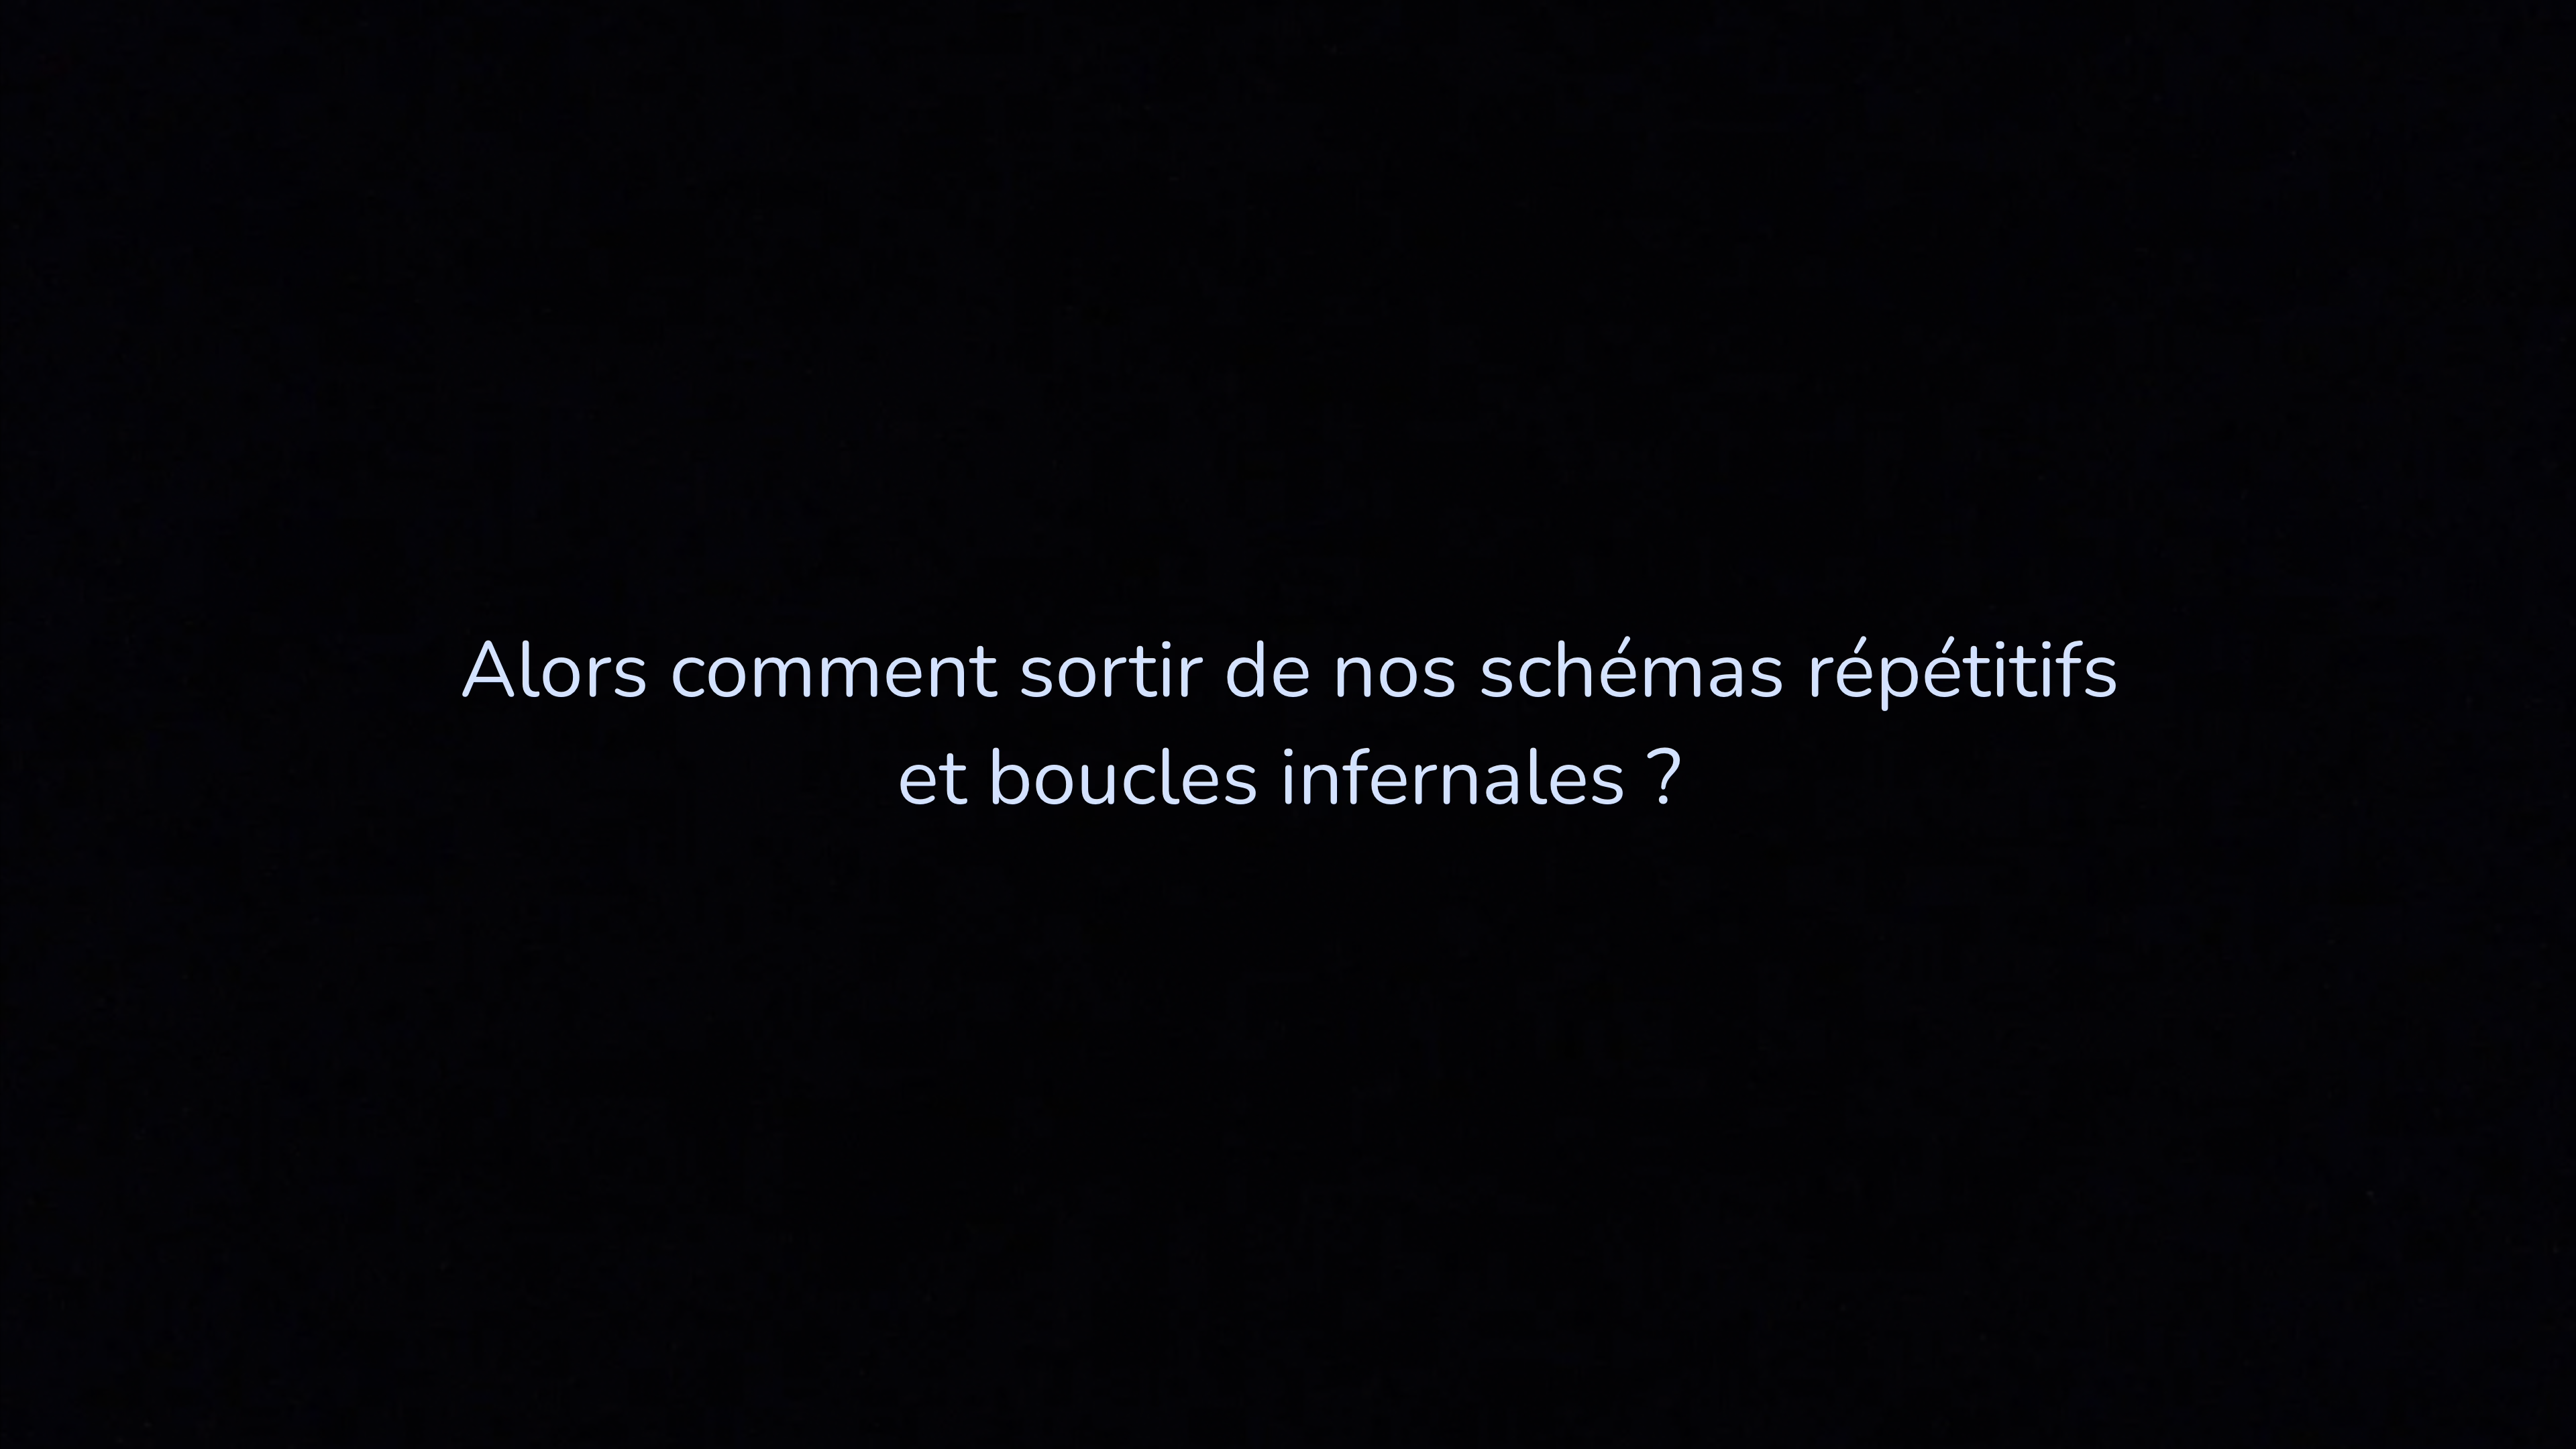 Alors comment sortir de nos schémas répétitifs
et boucles infernales ?